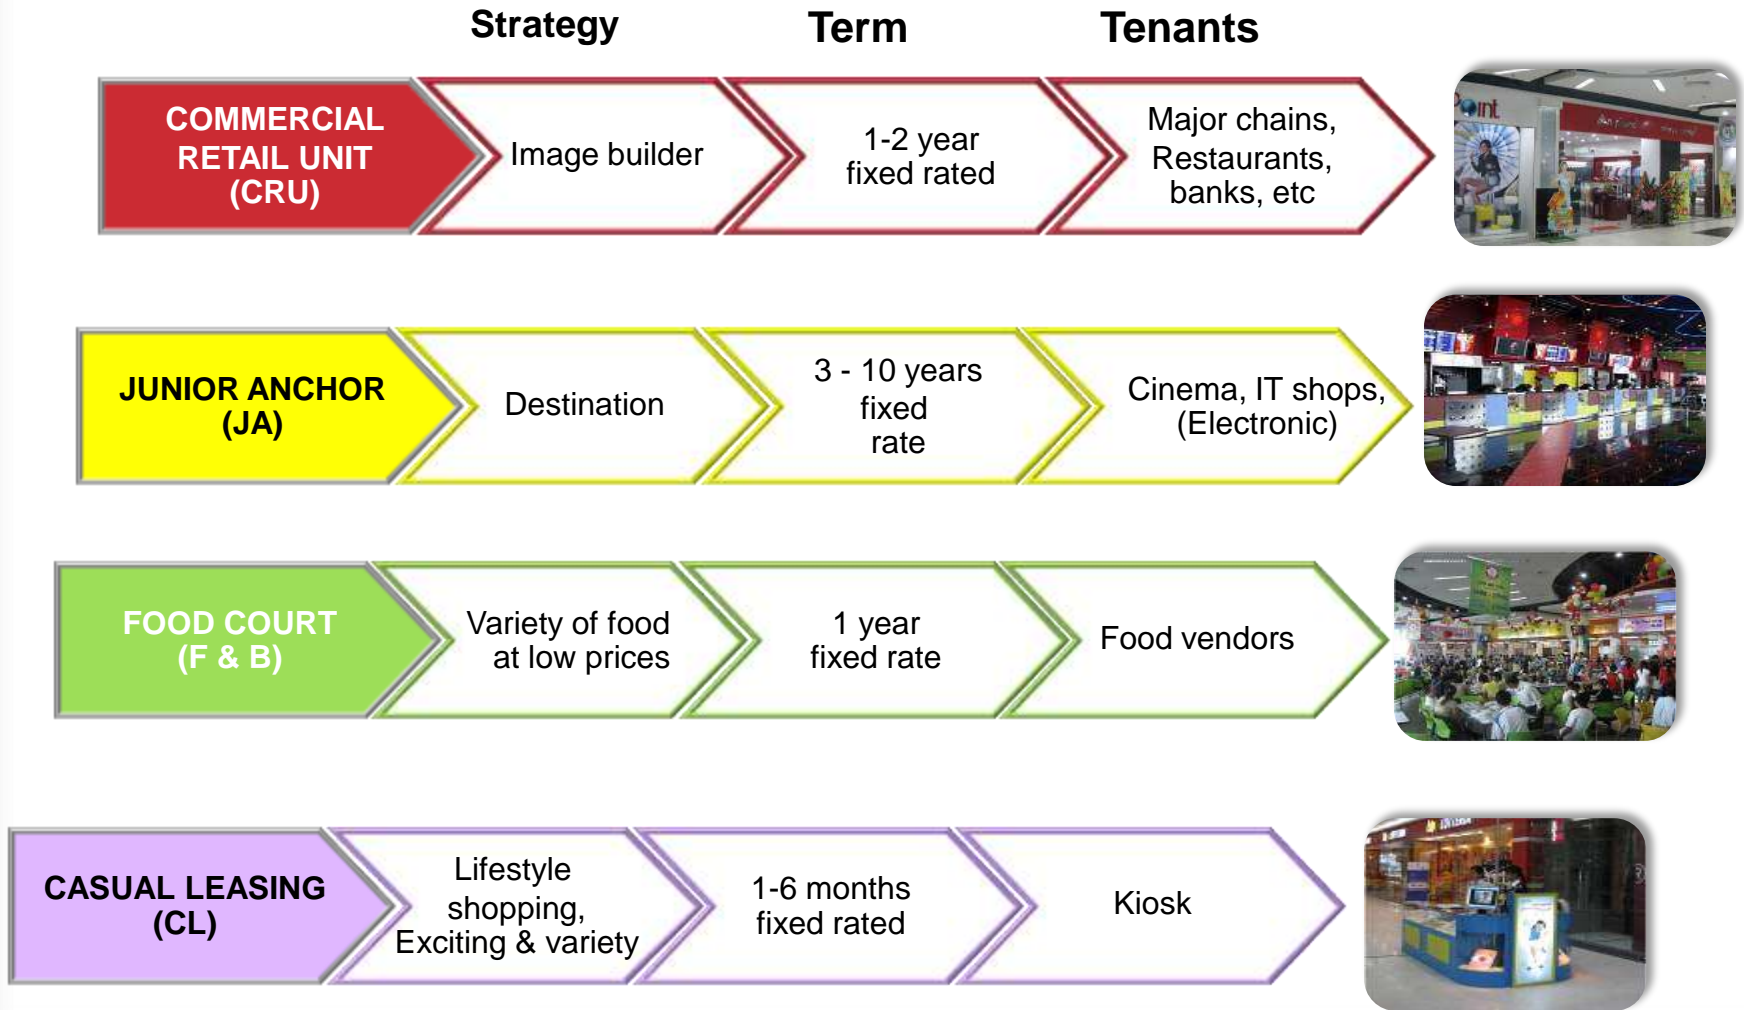 Strategy Term Tenants
COMMERCIAL
RETAIL UNIT
(CRU)
Image builder
1-2 year
fixed rated
Major chains,
Restaurants,
banks, etc
Point
JUNIOR ANCHOR
(JA)
Destination
3 - 10 years
fixed
rate
Cinema, IT shops,
(Electronic)
FOOD COURT
(F & B)
Variety of food
at low prices
1 year
fixed rate
Food vendors
CASUAL LEASING
(CL)
Lifestyle
shopping,
Exciting & variety
1-6 months
fixed rated
Kiosk